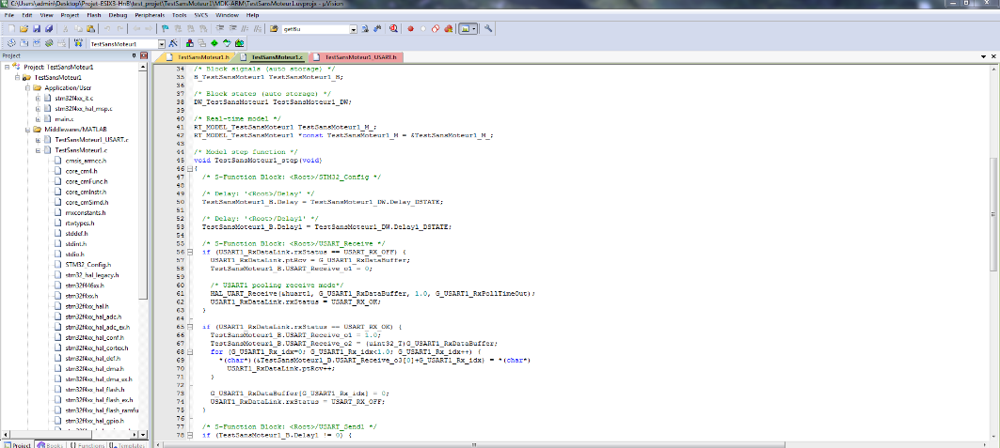 C:\Users\admin\Desktop\Projet-ESIX3-HnB\test_projet\TestSansMoteur1\MDK-ARM\TestSansMoteur1.uvprojx - µVision
File Edit View Project Flash Debug Peripherals Tools SVCS Window Help
getBu
TestSansMoteur1
Project
Project: TestSansMoteur1
TestSansMoteur1
Application/User
stm32f4xx_it.c
stm32f4xx_hal_msp.c
main.c
Middlewares/MATLAB
TestSansMoteur1_USART.c
TestSansMoteur1.c
cmsis_armcc.h
core_cm4.h
core_cmFunc.h
core_cmInstr.h
core_cmSimd.h
mxconstants.h
rtwtypes.h
stddef.h
stdint.h
stdio.h
STM32_Config.h
stm32_hal_legacy.h
stm32f446xx.h
stm32f4xx.h
stm32f4xx_hal.h
stm32f4xx_hal_adc.h
stm32f4xx_hal_adc_ex.h
stm32f4xx_hal_conf.h
stm32f4xx_hal_cortex.h
stm32f4xx_hal_def.h
stm32f4xx_hal_dma.h
stm32f4xx_hal_dma_ex.h
stm32f4xx_hal_flash.h
stm32f4xx_hal_flash_ex.h
stm32f4xx_hal_flash_ramfu
stm32f4xx_hal_gpio.h
Project Books {} Functions Templates
TestSansMoteur1.h TestSansMoteur1.c TestSansMoteur1_USART.h
34 /* Block signals (auto storage) */
35 B_TestSansMoteur1 TestSansMoteur1_B;
36
37 /* Block states (auto storage) */
38 DW_TestSansMoteur1 TestSansMoteur1_DW;
39
40 /* Real-time model */
41 RT_MODEL_TestSansMoteur1 TestSansMoteur1_M_;
42 RT_MODEL_TestSansMoteur1 *const TestSansMoteur1_M = &TestSansMoteur1_M_;
43
44 /* Model step function */
45 void TestSansMoteur1_step(void)
46 {
47 /* S-Function Block: <Root>/STM32_Config */
48
49 /* Delay: '<Root>/Delay' */
50 TestSansMoteur1_B.Delay = TestSansMoteur1_DW.Delay_DSTATE;
51
52 /* Delay: '<Root>/Delay1' */
53 TestSansMoteur1_B.Delay1 = TestSansMoteur1_DW.Delay1_DSTATE;
54
55 /* S-Function Block: <Root>/USART_Receive */
56 if (USART1_RxDataLink.rxStatus == USART_RX_OFF) {
57 USART1_RxDataLink.ptRcv = G_USART1_RxDataBuffer;
58 TestSansMoteur1_B.USART_Receive_o1 = 0;
59
60 /* USART1 pooling receive mode*/
61 HAL_UART_Receive(&huart1, G_USART1_RxDataBuffer, 1.0, G_USART1_RxPollTimeOut);
62 USART1_RxDataLink.rxStatus = USART_RX_OK;
63 }
64
65 if (USART1_RxDataLink.rxStatus == USART_RX_OK) {
66 TestSansMoteur1_B.USART_Receive_o1 = 1.0;
67 TestSansMoteur1_B.USART_Receive_o2 = (uint32_T)G_USART1_RxDataBuffer;
68 for (G_USART1_Rx_idx=0; G_USART1_Rx_idx<1.0; G_USART1_Rx_idx++) {
69 *(char*)(&TestSansMoteur1_B.USART_Receive_o3[0]+G_USART1_Rx_idx) = *(char*)
70 USART1_RxDataLink.ptRcv++;
71 }
72
73 G_USART1_RxDataBuffer[G_USART1_Rx_idx] = 0;
74 USART1_RxDataLink.rxStatus = USART_RX_OFF;
75 }
76
77 /* S-Function Block: <Root>/USART_Send1 */
78 if (TestSansMoteur1_B.Delay1 != 0) {